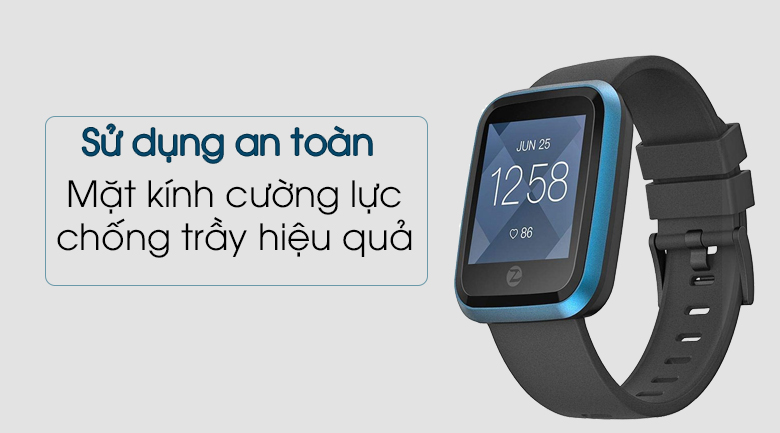 Sử dụng an toàn
Mặt kính cường lực
chống trầy hiệu quả
JUN 25
12 58
86